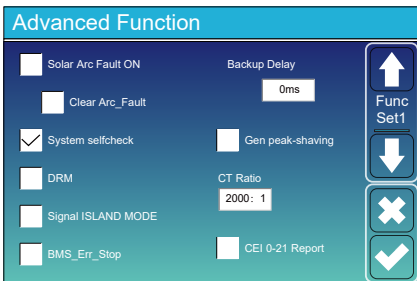 Advanced Function
Solar Arc Fault ON
Backup Delay
0ms
Clear Arc_Fault
Func
Set1
System selfcheck
Gen peak-shaving
DRM
CT Ratio
2000: 1
Signal ISLAND MODE
BMS_Err_Stop
CEI 0-21 Report